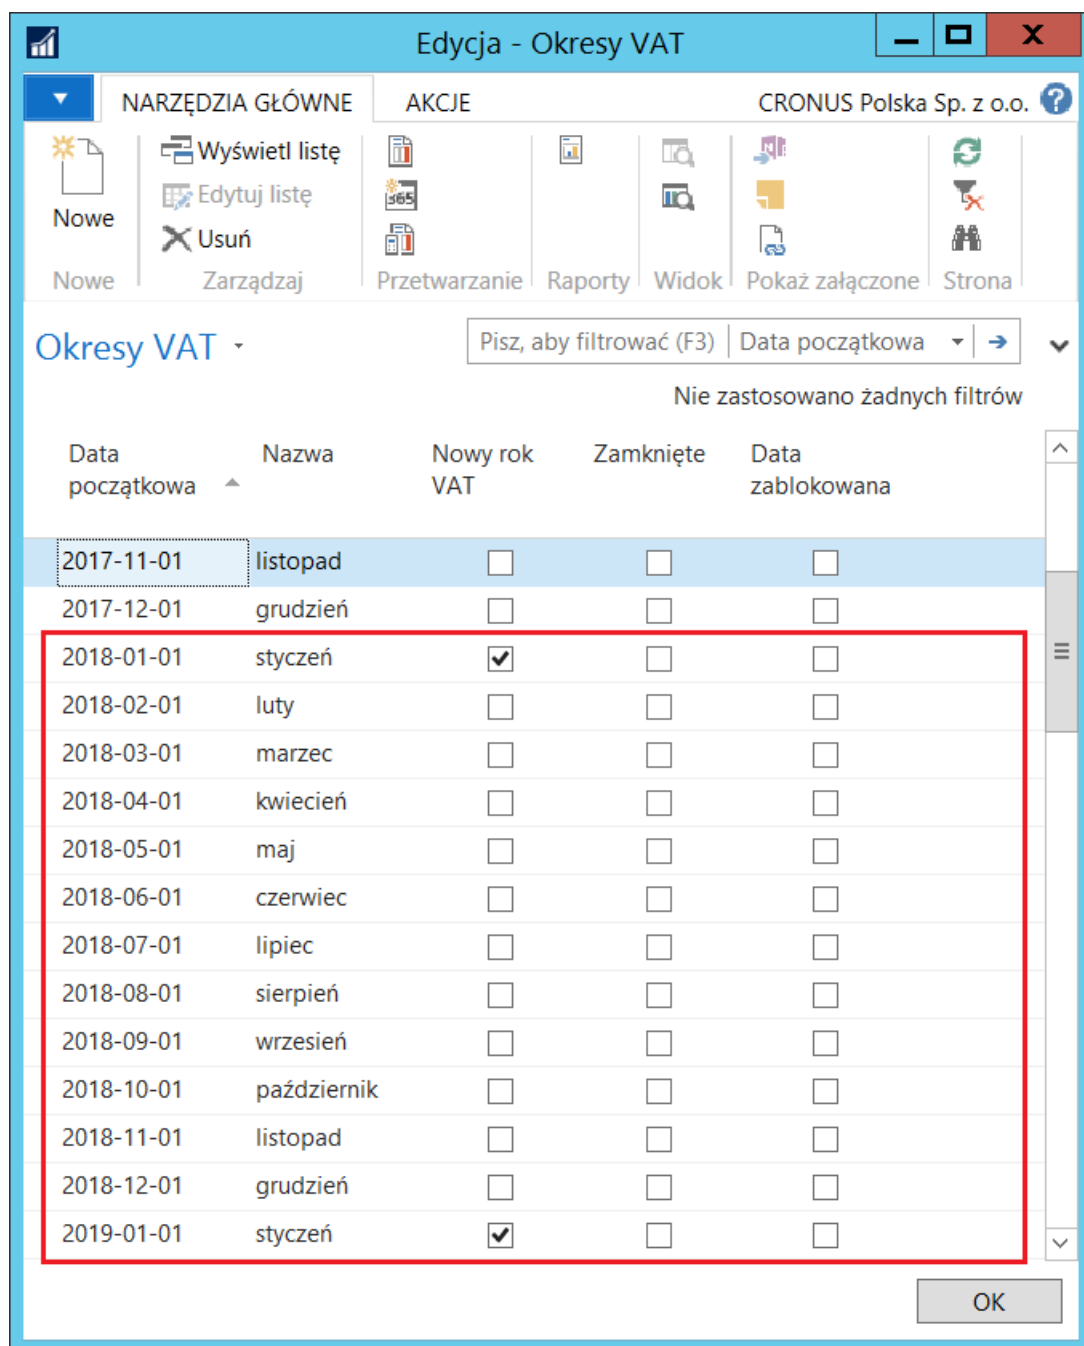 Edycja - Okresy VAT
NARZĘDZIA GŁÓWNE AKCJE CRONUS Polska Sp. z o.o.
Nowe
Wyświetl listę
Edytuj listę
Usuń
365
Nowe Zarządzaj Przetwarzanie Raporty Widok Pokaż załączone Strona
Okresy VAT
Pisz, aby filtrować (F3) Data początkowa
Nie zastosowano żadnych filtrów
Data początkowa Nazwa Nowy rok VAT Zamknięte Data zablokowana
2017-11-01 listopad
2017-12-01 grudzień
2018-01-01 styczeń
2018-02-01 luty
2018-03-01 marzec
2018-04-01 kwiecień
2018-05-01 maj
2018-06-01 czerwiec
2018-07-01 lipiec
2018-08-01 sierpień
2018-09-01 wrzesień
2018-10-01 październik
2018-11-01 listopad
2018-12-01 grudzień
2019-01-01 styczeń
OK